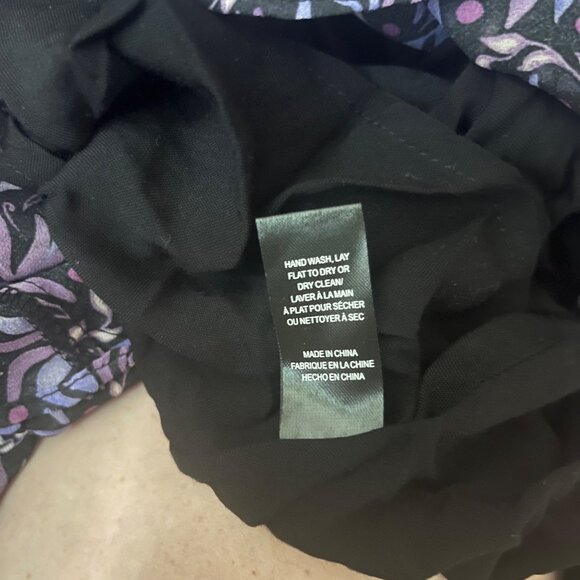 HAND WASH, LAY
FLAT TO DRY OR
DRY CLEAN/
LAVER À LA MAIN
À PLAT POUR SÉCHER
OU NETTOYER À SEC
MADE IN CHINA
FABRIQUE EN LA CHINE
HECHO EN CHINA